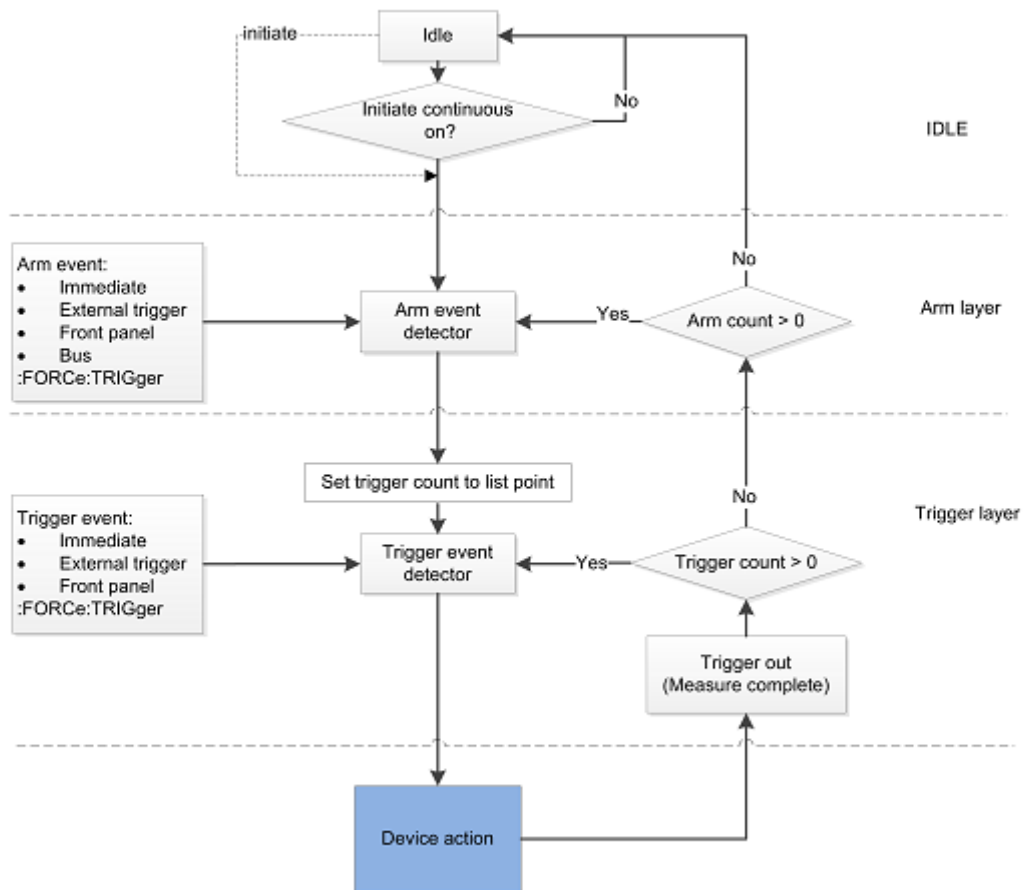 initiate
Idle
Initiate continuous
on?
No
IDLE
Arm event:
• Immediate
• External trigger
• Front panel
• Bus
:FORCe:TRIGger
Arm event
detector
Yes
No
Arm count > 0
Arm layer
Set trigger count to list point
Trigger event:
• Immediate
• External trigger
• Front panel
:FORCe:TRIGger
Trigger event
detector
Yes
No
Trigger count > 0
Trigger layer
Trigger out
(Measure complete)
Device action